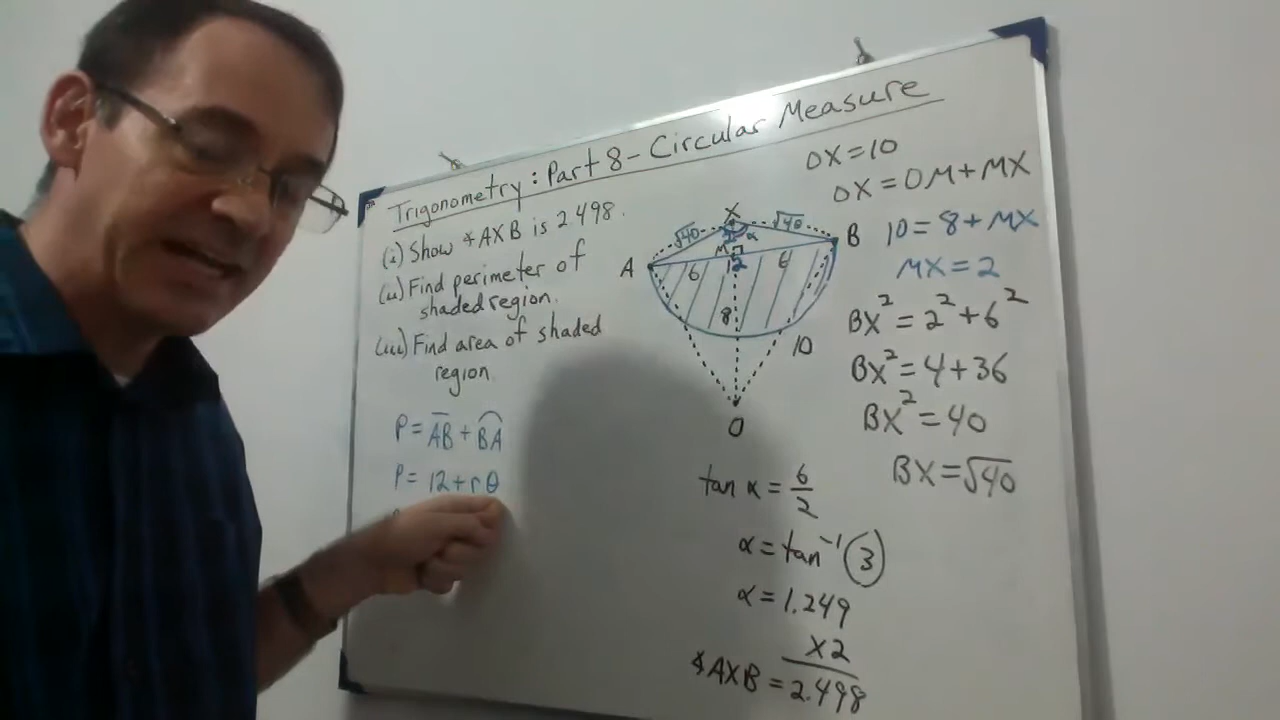 Trigonometry: Part 8 - Circular Measure
(i) Show ∢AXB is 2.498.
(ii) Find perimeter of
shaded region.
(iii) Find area of shaded
region.
P = AB + BA
P = 12 + rθ
X
√40
√40
α
A
M
B
6
12
6
8
10
O
OX = 10
OX = OM + MX
10 = 8 + MX
MX = 2
BX² = 2² + 6²
BX² = 4 + 36
BX² = 40
BX = √40
tan α = 6/2
α = tan⁻¹ 3
α = 1.249
x2
∢AXB = 2.498